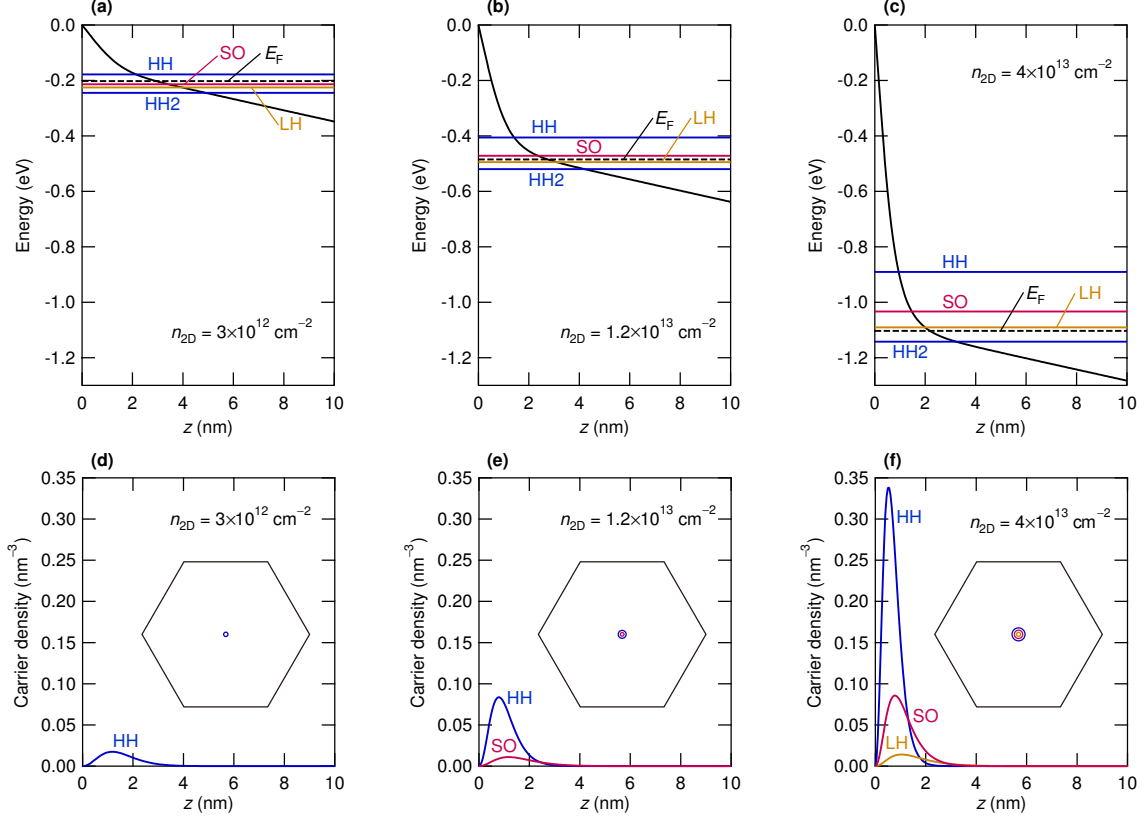 (a)
Energy (eV)
0.0
-0.2
-0.4
-0.6
-0.8
-1.0
-1.2
HH
SO
E_F
HH2
LH
n_2D = 3×10^12 cm^−2
0 2 4 6 8 10
z (nm)
(b)
Energy (eV)
0.0
-0.2
-0.4
-0.6
-0.8
-1.0
-1.2
HH
SO
E_F
LH
HH2
n_2D = 1.2×10^13 cm^−2
0 2 4 6 8 10
z (nm)
(c)
Energy (eV)
0.0
-0.2
-0.4
-0.6
-0.8
-1.0
-1.2
n_2D = 4×10^13 cm^−2
HH
SO
E_F
LH
HH2
0 2 4 6 8 10
z (nm)
(d)
Carrier density (nm^−3)
0.35
0.30
0.25
0.20
0.15
0.10
0.05
0.00
n_2D = 3×10^12 cm^−2
HH
0 2 4 6 8 10
z (nm)
(e)
Carrier density (nm^−3)
0.35
0.30
0.25
0.20
0.15
0.10
0.05
0.00
n_2D = 1.2×10^13 cm^−2
HH
SO
0 2 4 6 8 10
z (nm)
(f)
Carrier density (nm^−3)
0.35
0.30
0.25
0.20
0.15
0.10
0.05
0.00
HH
n_2D = 4×10^13 cm^−2
SO
LH
0 2 4 6 8 10
z (nm)